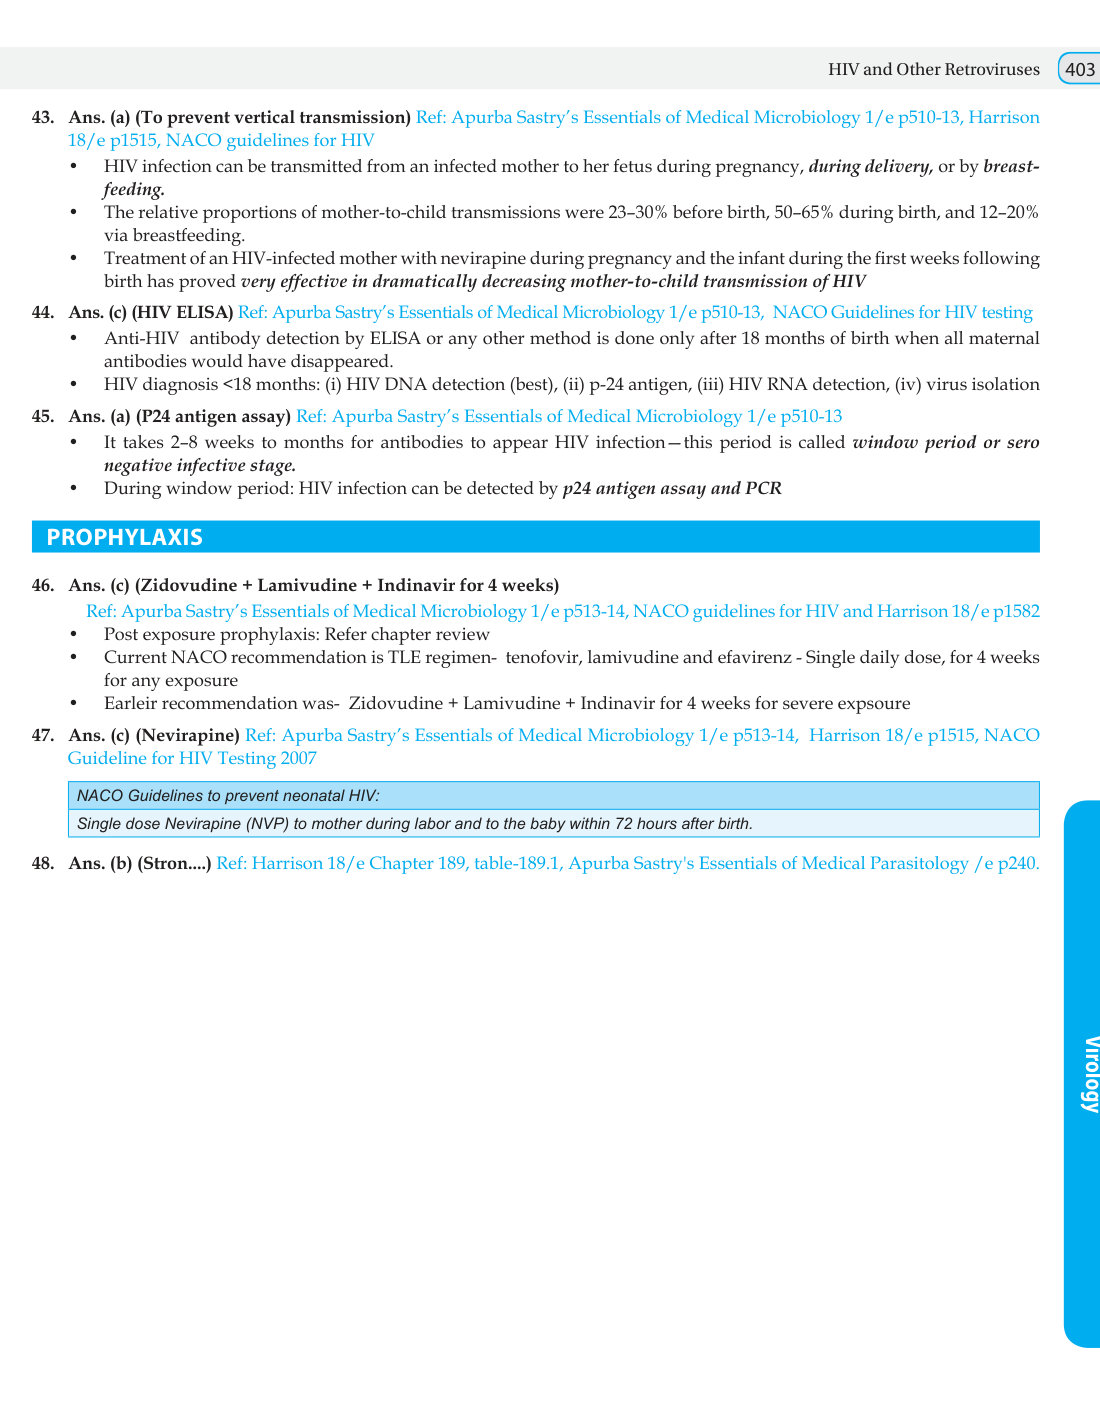 HIV and Other Retroviruses 403
43. Ans. (a) (To prevent vertical transmission) Ref: Apurba Sastry's Essentials of Medical Microbiology 1/e p510-13, Harrison
18/e p1515, NACO guidelines for HIV
• HIV infection can be transmitted from an infected mother to her fetus during pregnancy, during delivery, or by breast-
feeding.
• The relative proportions of mother-to-child transmissions were 23–30% before birth, 50–65% during birth, and 12–20%
via breastfeeding.
• Treatment of an HIV-infected mother with nevirapine during pregnancy and the infant during the first weeks following
birth has proved very effective in dramatically decreasing mother-to-child transmission of HIV
44. Ans. (c) (HIV ELISA) Ref: Apurba Sastry's Essentials of Medical Microbiology 1/e p510-13, NACO Guidelines for HIV testing
• Anti-HIV antibody detection by ELISA or any other method is done only after 18 months of birth when all maternal
antibodies would have disappeared.
• HIV diagnosis <18 months: (i) HIV DNA detection (best), (ii) p-24 antigen, (iii) HIV RNA detection, (iv) virus isolation
45. Ans. (a) (P24 antigen assay) Ref: Apurba Sastry's Essentials of Medical Microbiology 1/e p510-13
• It takes 2–8 weeks to months for antibodies to appear HIV infection—this period is called window period or sero
negative infective stage.
• During window period: HIV infection can be detected by p24 antigen assay and PCR
PROPHYLAXIS
46. Ans. (c) (Zidovudine + Lamivudine + Indinavir for 4 weeks)
Ref: Apurba Sastry's Essentials of Medical Microbiology 1/e p513-14, NACO guidelines for HIV and Harrison 18/e p1582
• Post exposure prophylaxis: Refer chapter review
• Current NACO recommendation is TLE regimen- tenofovir, lamivudine and efavirenz - Single daily dose, for 4 weeks
for any exposure
• Earleir recommendation was- Zidovudine + Lamivudine + Indinavir for 4 weeks for severe expsoure
47. Ans. (c) (Nevirapine) Ref: Apurba Sastry's Essentials of Medical Microbiology 1/e p513-14, Harrison 18/e p1515, NACO
Guideline for HIV Testing 2007
NACO Guidelines to prevent neonatal HIV:
Single dose Nevirapine (NVP) to mother during labor and to the baby within 72 hours after birth.
48. Ans. (b) (Stron....) Ref: Harrison 18/e Chapter 189, table-189.1, Apurba Sastry's Essentials of Medical Parasitology /e p240.
Virology